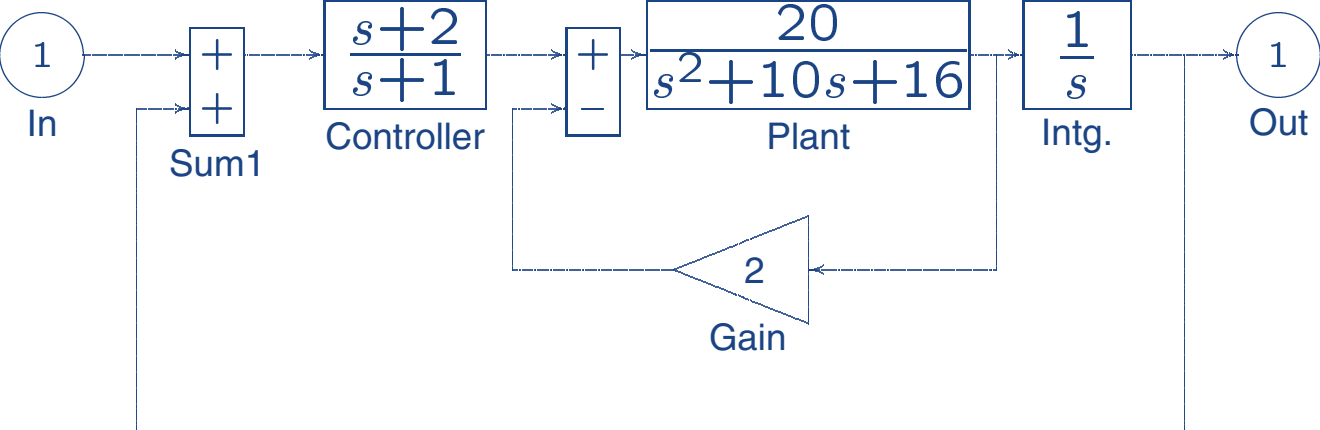 1
In
+
+
Sum1
s+2
s+1
Controller
+
−
20
s²+10s+16
Plant
1
s
Intg.
1
Out
2
Gain